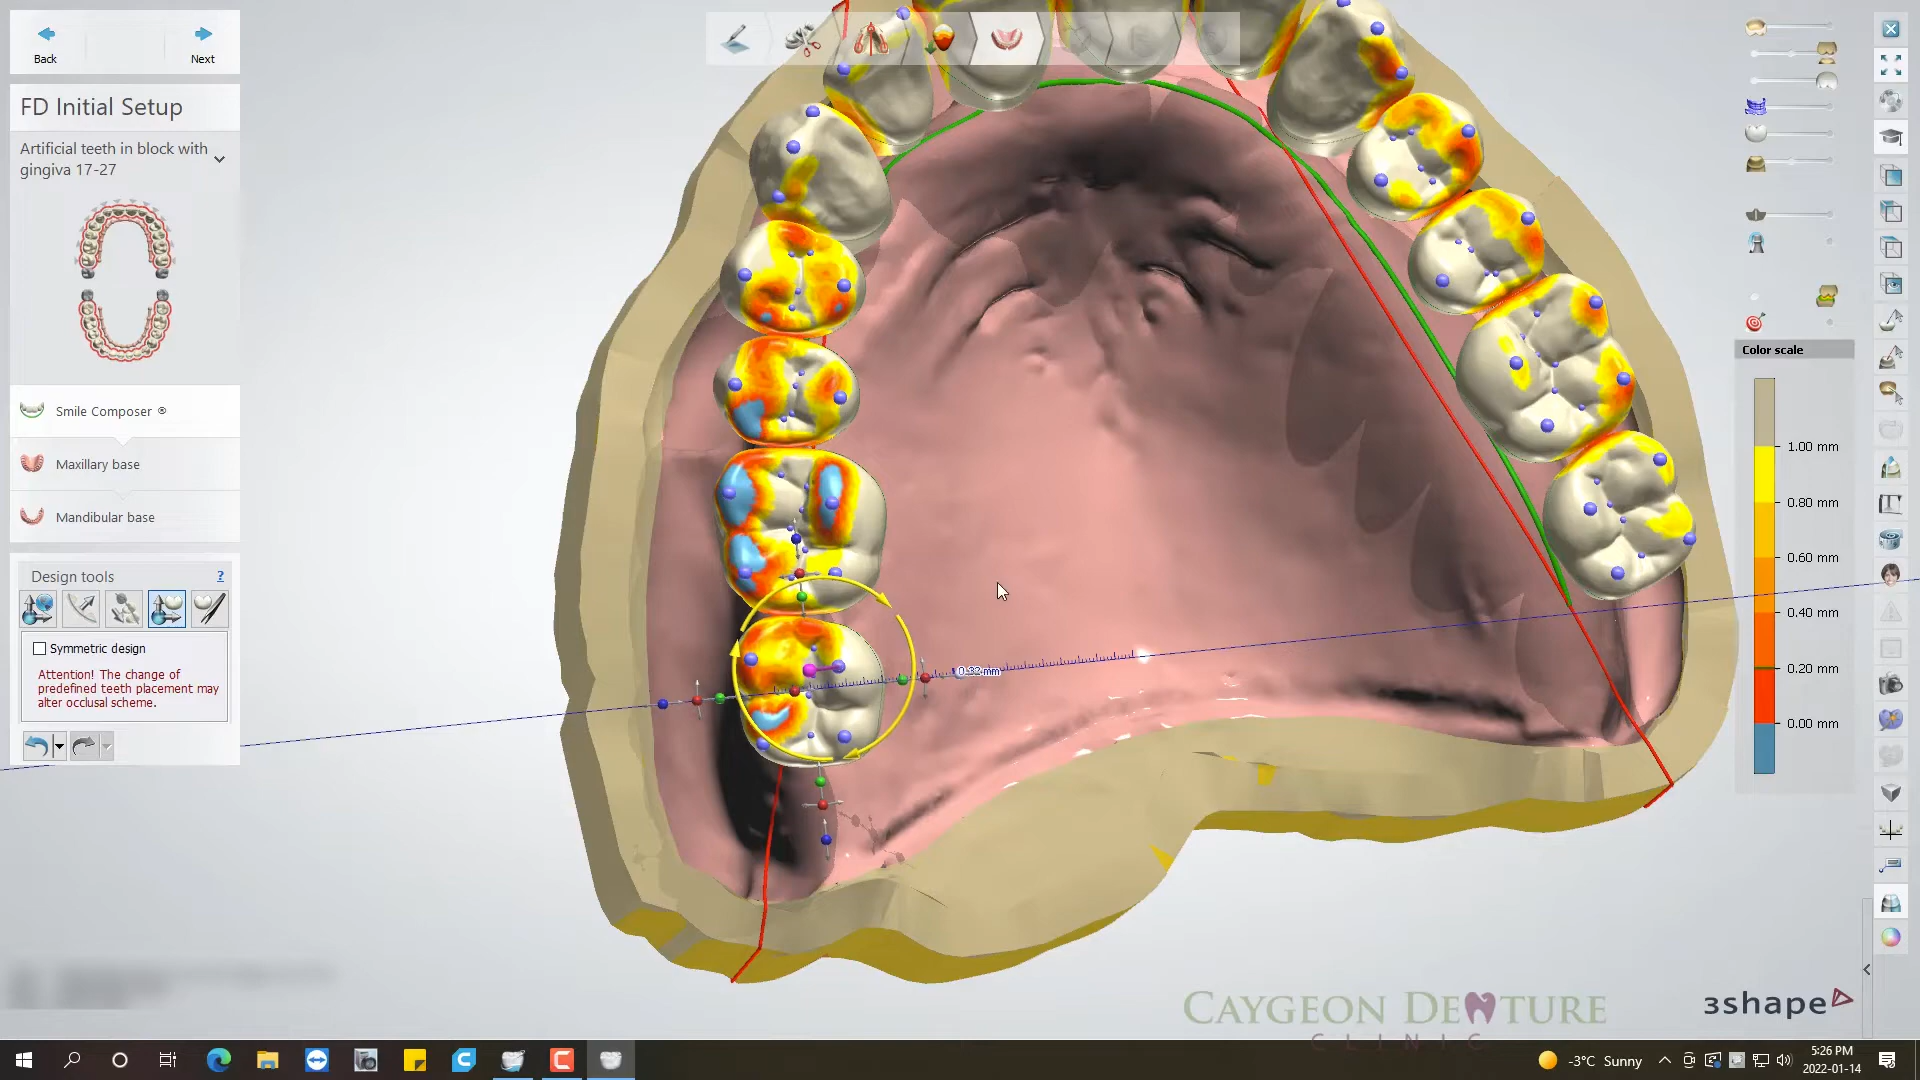 Back
Next
FD Initial Setup
Artificial teeth in block with
gingiva 17-27
Smile Composer ®
Maxillary base
Mandibular base
Design tools
?
Symmetric design
Attention! The change of
predefined teeth placement may
alter occlusal scheme.
0.32 mm
Color scale
1.00 mm
0.80 mm
0.60 mm
0.40 mm
0.20 mm
0.00 mm
CAYGEON DENTURE
CLINIC
3shape
-3°C Sunny
5:26 PM
2022-01-14